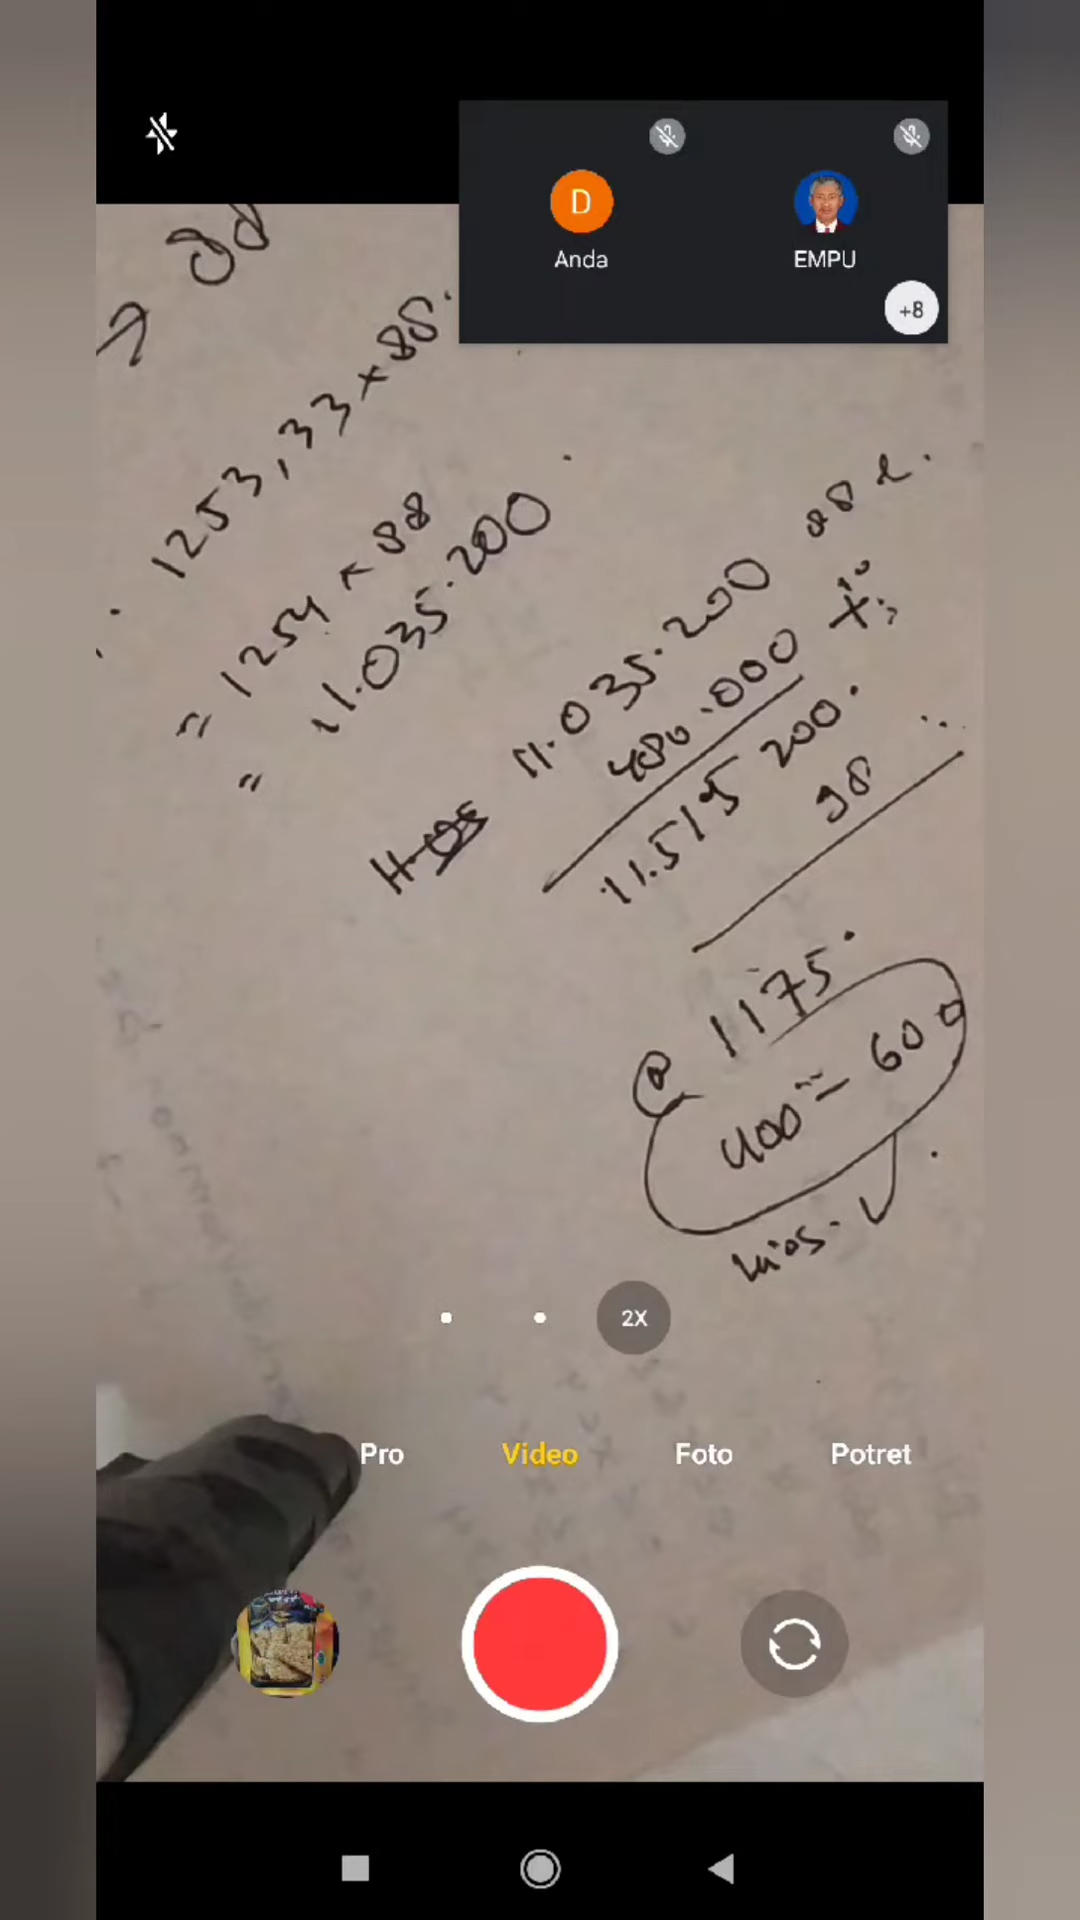 D
Anda
EMPU
+8
1253,33 × 88
= 1254 × 88
= 11.035.200
11.035.200
480.000 +
11.515 200.
98
@ 1175.
400 = 600
kios.
2X
Pro
Video
Foto
Potret